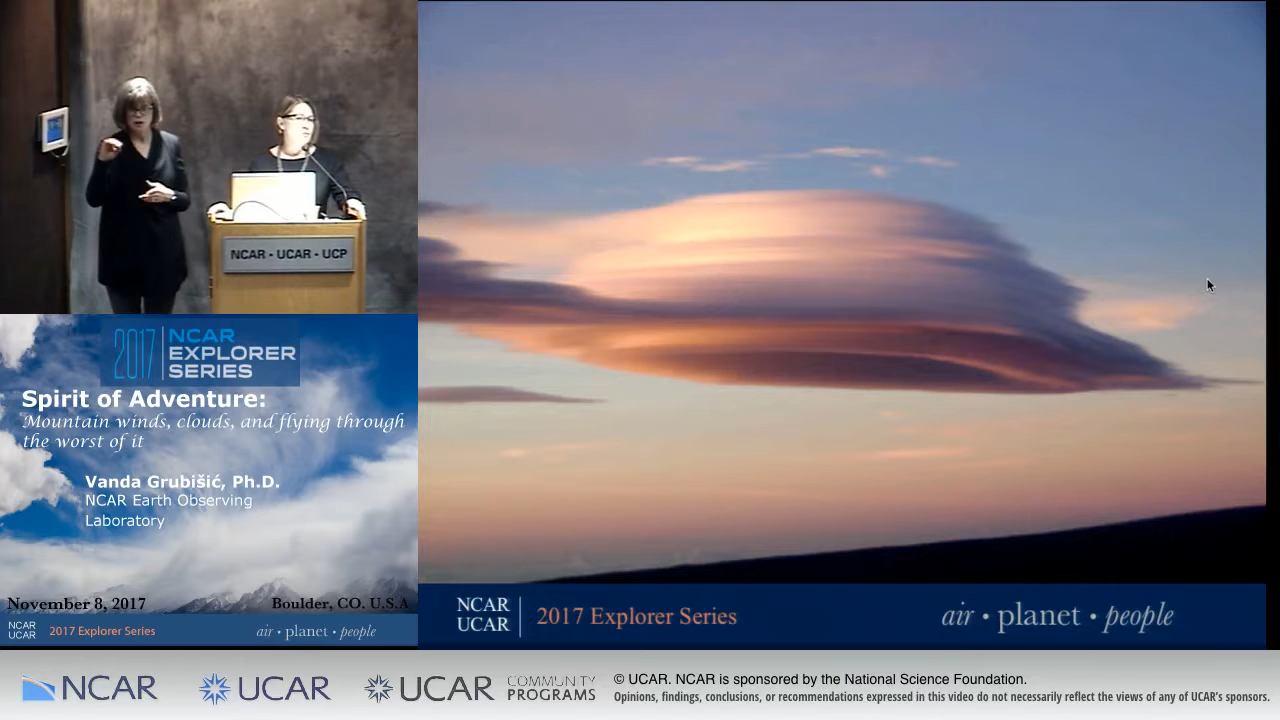 NCAR - UCAR - UCP
2017 NCAR
EXPLORER
SERIES
Spirit of Adventure:
Mountain winds, clouds, and flying through
the worst of it
Vanda Grubišić, Ph.D.
NCAR Earth Observing
Laboratory
November 8, 2017
Boulder, CO. U.S.A
NCAR
UCAR
2017 Explorer Series
air • planet • people
NCAR
UCAR
2017 Explorer Series
air • planet • people
NCAR
UCAR
UCAR
COMMUNITY
PROGRAMS
© UCAR. NCAR is sponsored by the National Science Foundation.
Opinions, findings, conclusions, or recommendations expressed in this video do not necessarily reflect the views of any of UCAR's sponsors.